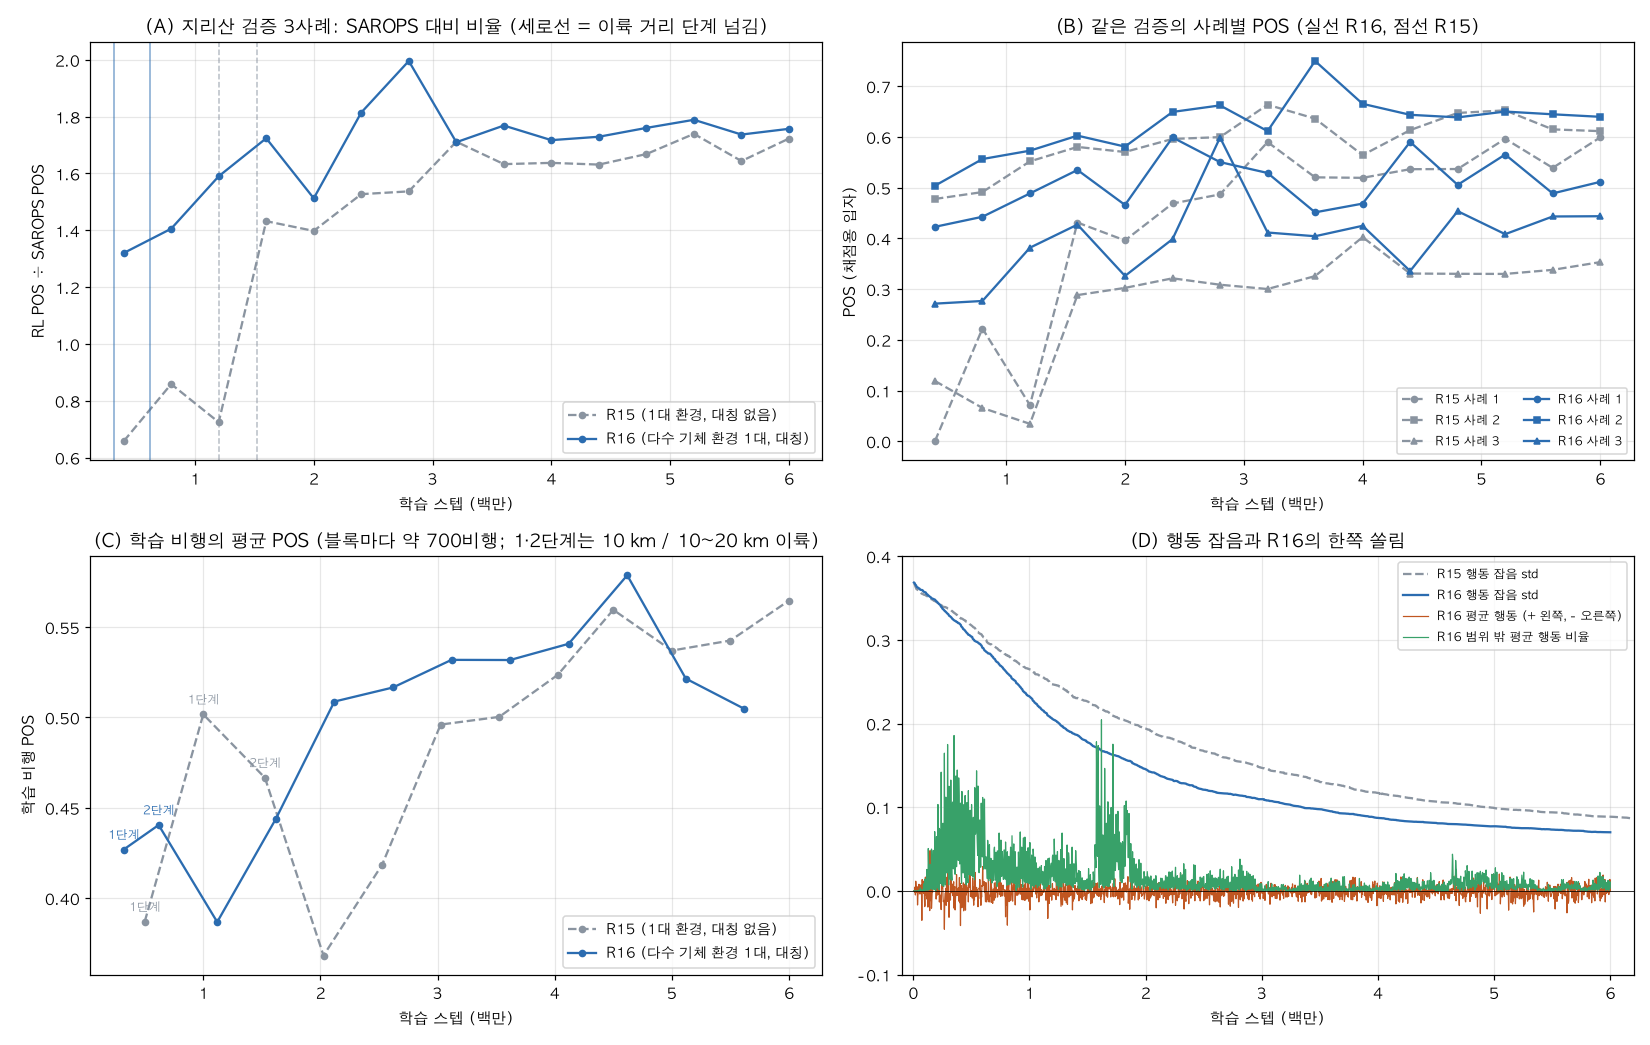 (A) 지리산 검증 3사례: SAROPS 대비 비율 (세로선 = 이륙 거리 단계 넘김)
RL POS ÷ SAROPS POS
2.0
1.8
1.6
1.4
1.2
1.0
0.8
0.6
R15 (1대 환경, 대칭 없음)
R16 (다수 기체 환경 1대, 대칭)
1 2 3 4 5 6
학습 스텝 (백만)
(B) 같은 검증의 사례별 POS (실선 R16, 점선 R15)
POS (채점용 입자)
0.7
0.6
0.5
0.4
0.3
0.2
0.1
0.0
R15 사례 1
R15 사례 2
R15 사례 3
R16 사례 1
R16 사례 2
R16 사례 3
1 2 3 4 5 6
학습 스텝 (백만)
(C) 학습 비행의 평균 POS (블록마다 약 700비행; 1·2단계는 10 km / 10~20 km 이륙)
학습 비행 POS
0.55
0.50
0.45
0.40
1단계
2단계
1단계
2단계
1단계
R15 (1대 환경, 대칭 없음)
R16 (다수 기체 환경 1대, 대칭)
1 2 3 4 5 6
학습 스텝 (백만)
(D) 행동 잡음과 R16의 한쪽 쏠림
0.4
0.3
0.2
0.1
0.0
-0.1
R15 행동 잡음 std
R16 행동 잡음 std
R16 평균 행동 (+ 왼쪽, - 오른쪽)
R16 범위 밖 평균 행동 비율
0 1 2 3 4 5 6
학습 스텝 (백만)